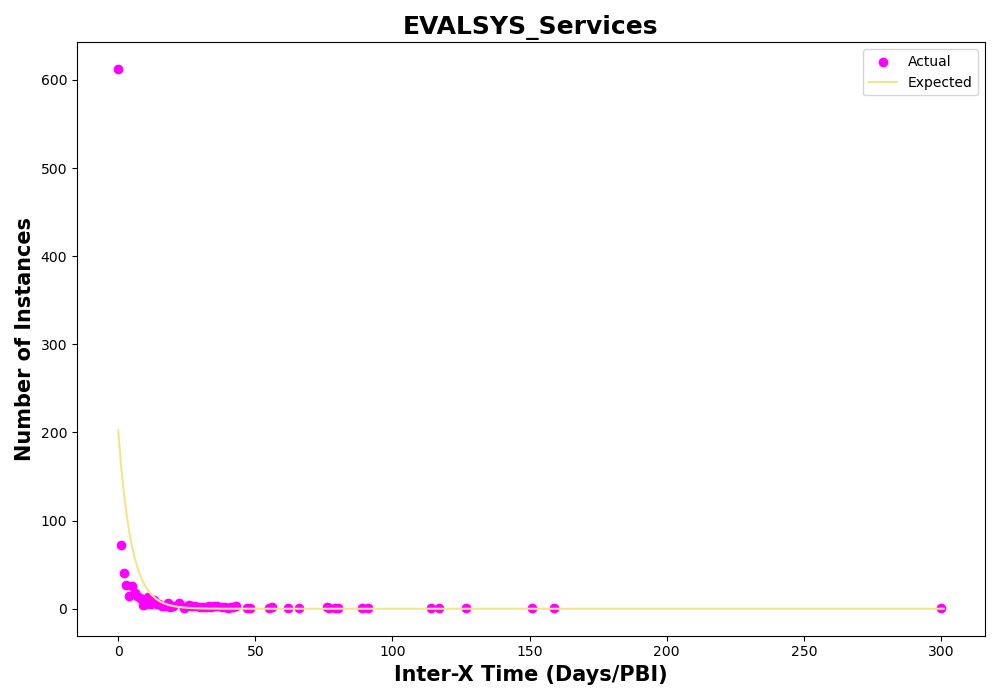 EVALSYS_Services
Actual
Expected
Number of Instances
600
500
400
300
200
100
0
0 50 100 150 200 250 300
Inter-X Time (Days/PBI)